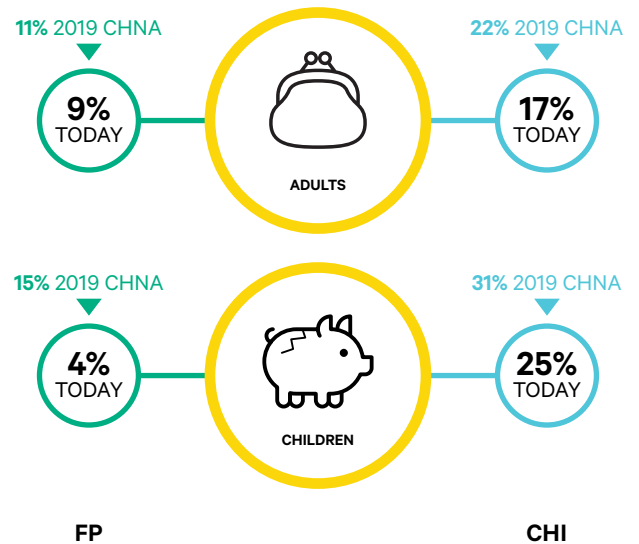 11% 2019 CHNA
22% 2019 CHNA
9%
TODAY
17%
TODAY
ADULTS
15% 2019 CHNA
31% 2019 CHNA
4%
TODAY
25%
TODAY
CHILDREN
FP
CHI